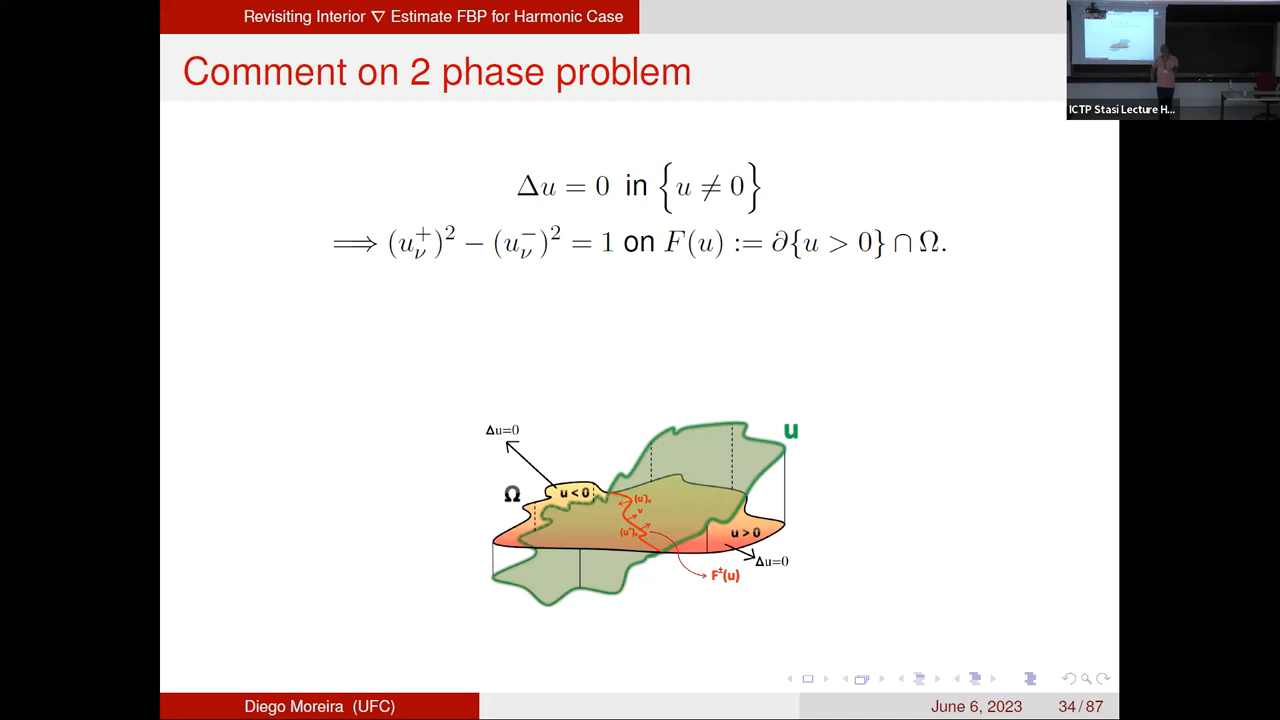 Revisiting Interior ∇ Estimate FBP for Harmonic Case
Comment on 2 phase problem
ICTP Stasi Lecture H...
Δu = 0 in {u ≠ 0}
⟹ (u⁺_ν)² − (u⁻_ν)² = 1 on F(u) := ∂{u > 0} ∩ Ω.
Δu=0
u
Ω
u < 0
(u⁻)ᵥ
ν
(u⁺)ᵥ
u > 0
Δu=0
F±(u)
Diego Moreira (UFC)
June 6, 2023
34 / 87